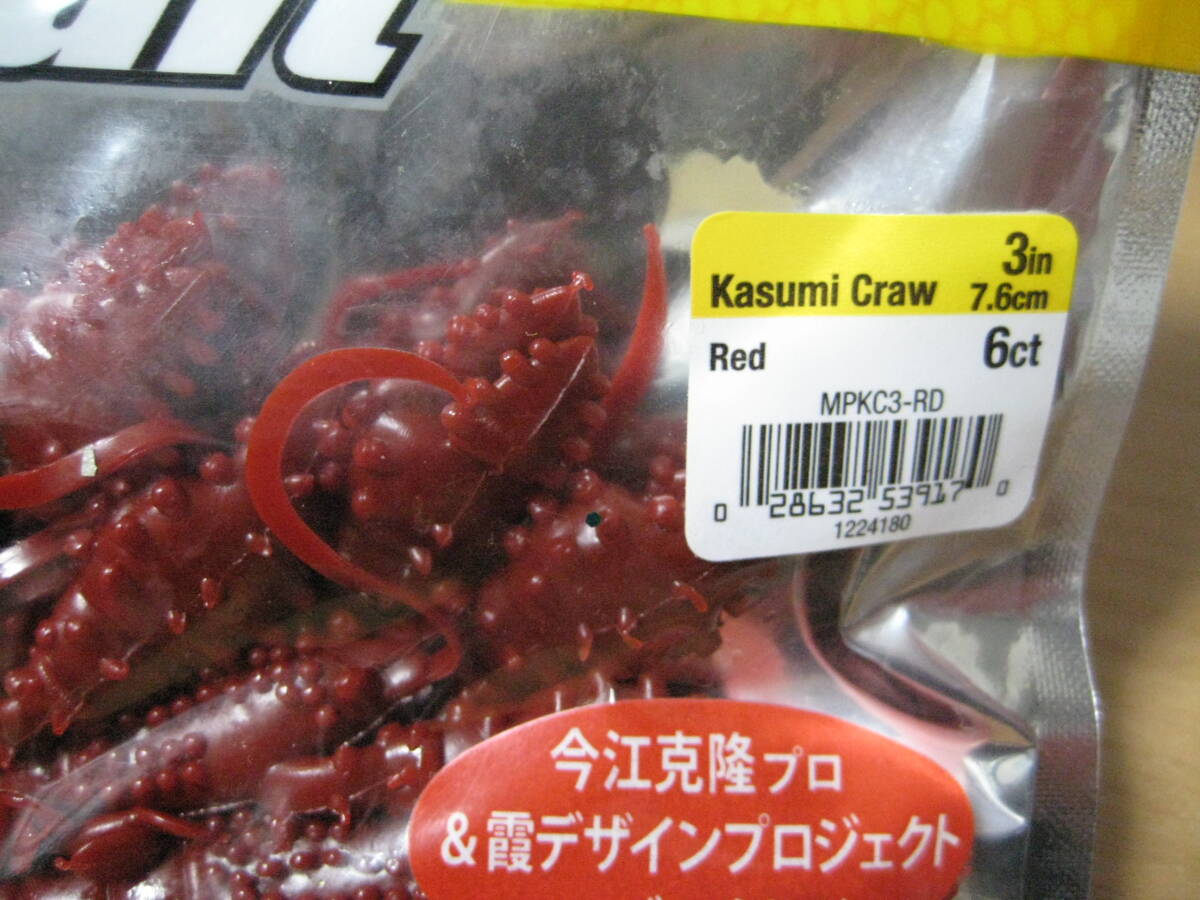 Kasumi Craw 3in
7.6cm
Red 6ct
MPKC3-RD
0 28632 53917 0
1224180
今江克隆プロ
&霞デザインプロジェクト